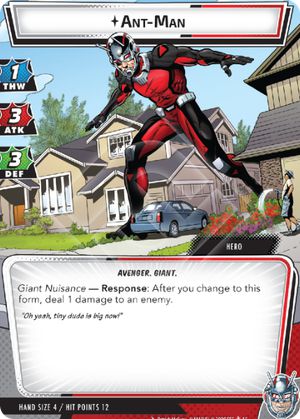 ANT-MAN
1
THW
3
ATK
3
DEF
HERO
AVENGER. GIANT.
Giant Nuisance — Response: After you change to this
form, deal 1 damage to an enemy.
"Oh yeah, tiny dude is big now!"
HAND SIZE 4 / HIT POINTS 12